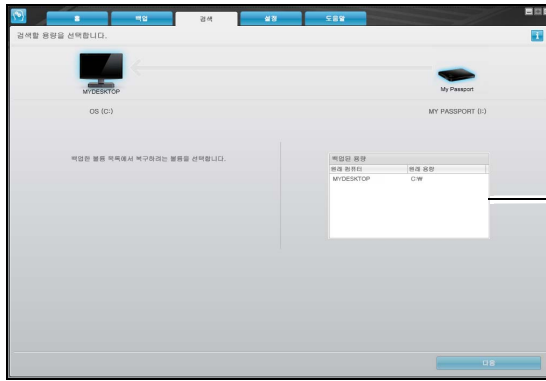 홈 백업 검색 설정 도움말
검색할 용량을 선택합니다.
MYDESKTOP
My Passport
OS (C:)
MY PASSPORT (I:)
백업한 볼륨 목록에서 복구하려는 볼륨을 선택합니다.
백업된 용량
원래 컴퓨터 원래 용량
MYDESKTOP C:₩
다음